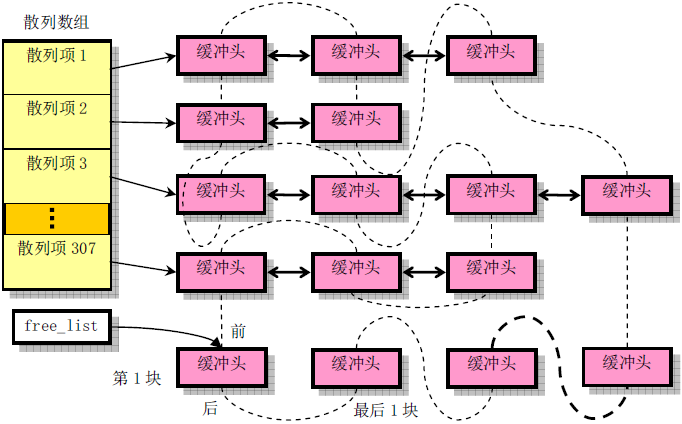 散列数组
散列项 1
缓冲头 缓冲头 缓冲头
散列项 2
缓冲头 缓冲头
散列项 3
缓冲头 缓冲头 缓冲头 缓冲头
⋮
散列项 307
缓冲头 缓冲头 缓冲头
free_list
前
缓冲头 缓冲头 缓冲头 缓冲头
第 1 块
后
最后 1 块